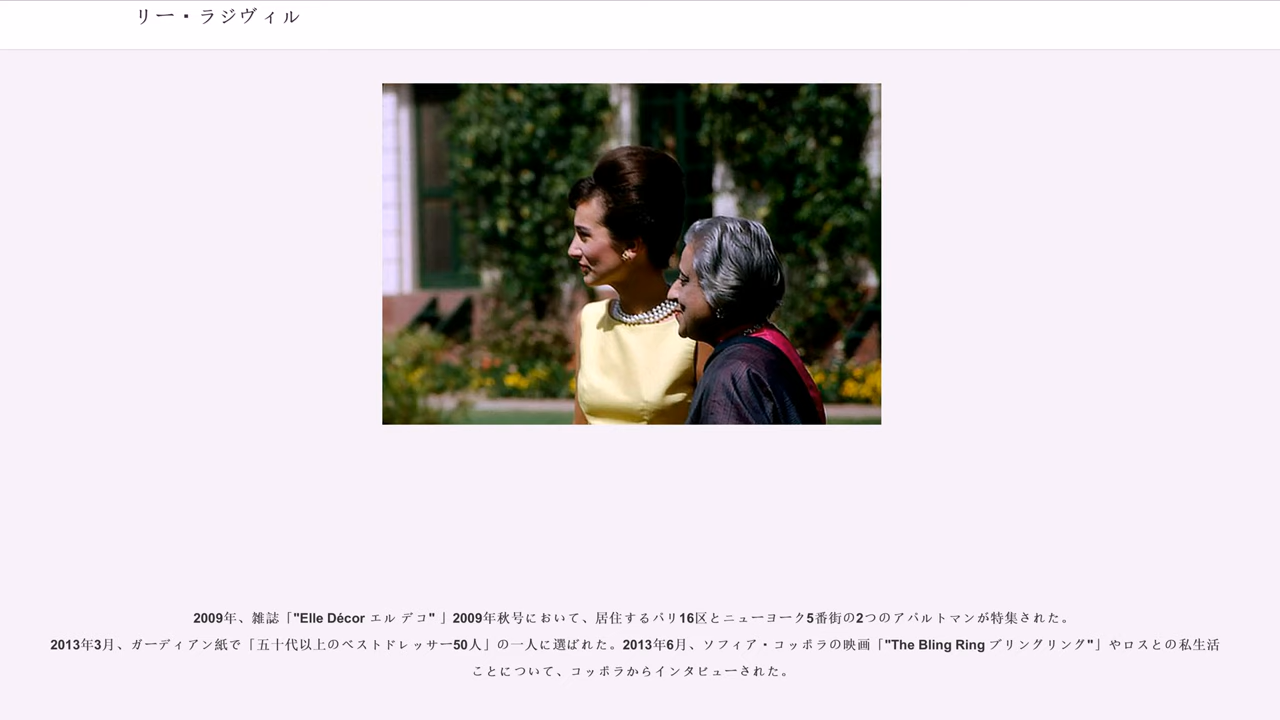 リー・ラジヴィル
2009年、雑誌「"Elle Décor エル デコ" 」2009年秋号において、居住するパリ16区とニューヨーク5番街の2つのアパルトマンが特集された。
2013年3月、ガーディアン紙で「五十代以上のベストドレッサー50人」の一人に選ばれた。2013年6月、ソフィア・コッポラの映画「"The Bling Ring ブリングリング"」やロスとの私生活
ことについて、コッポラからインタビューされた。